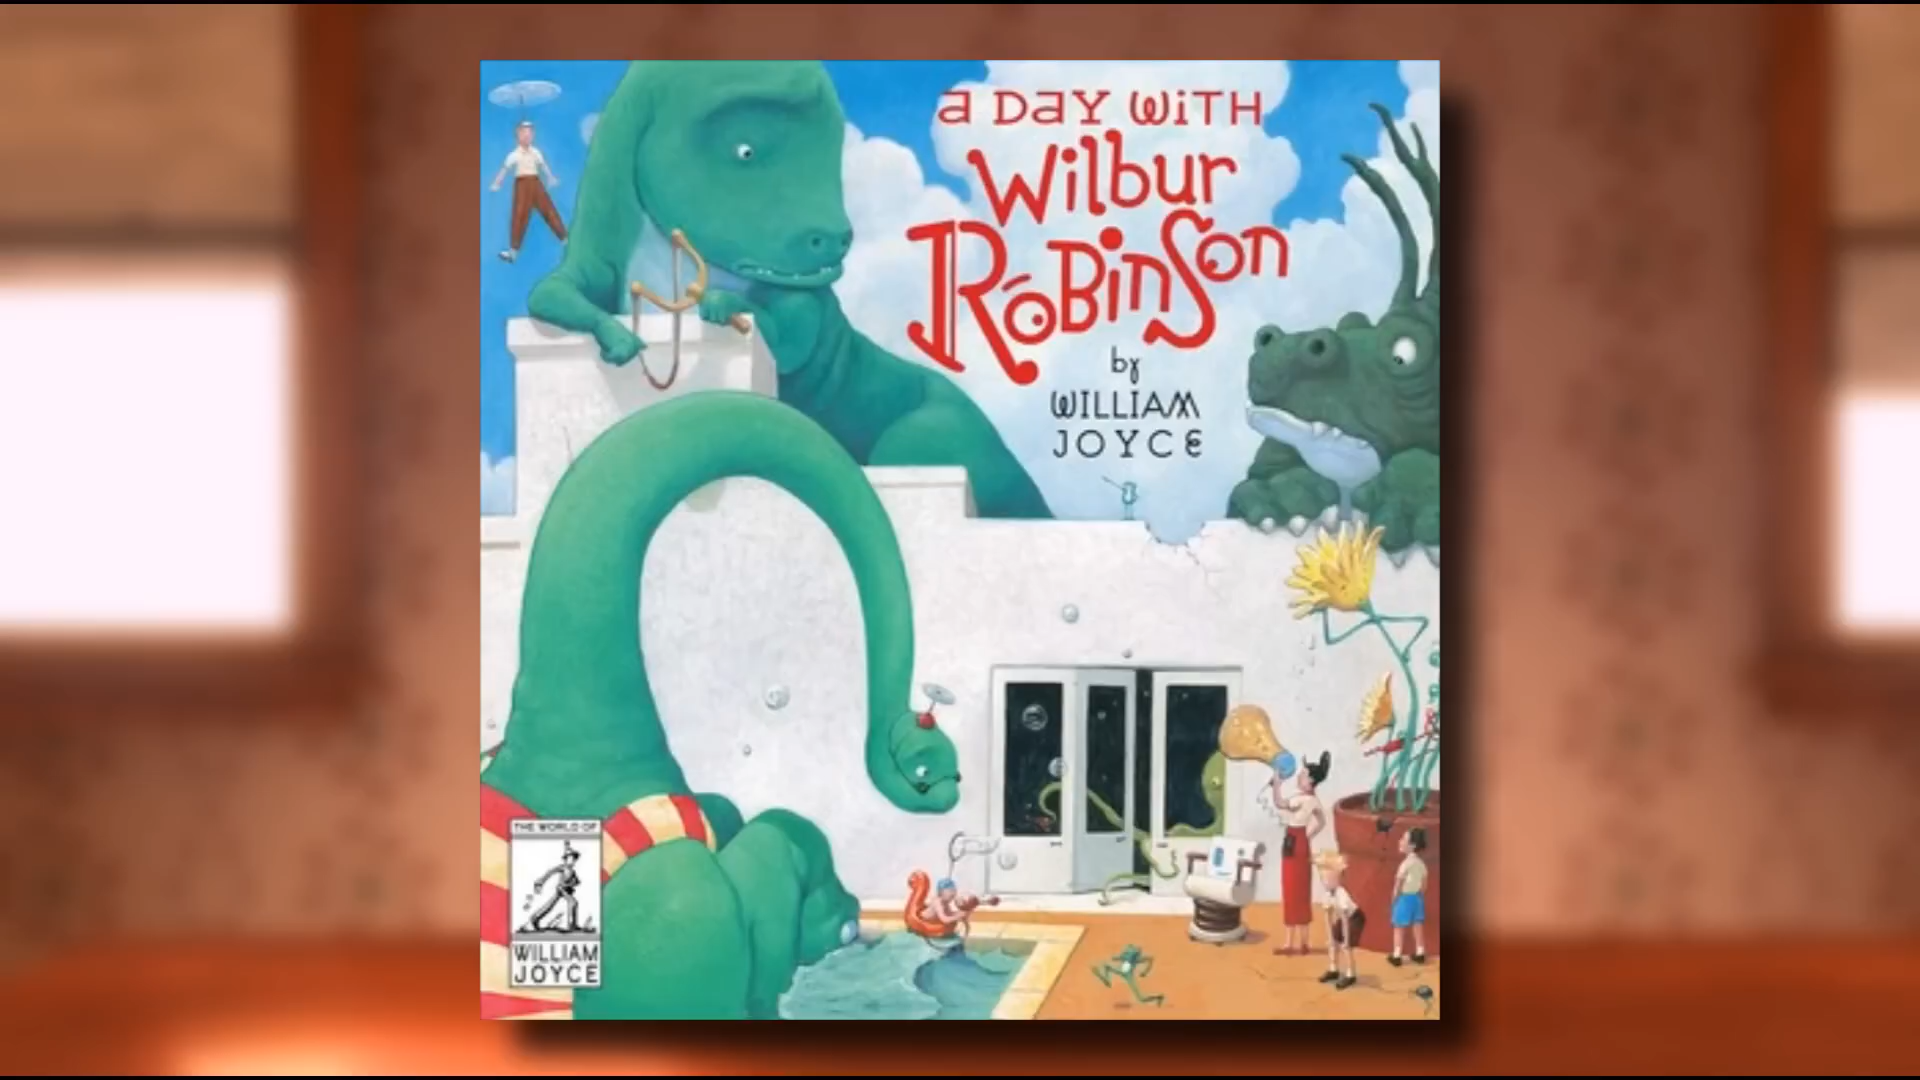 a DaY WiTH
Wilbur
RoBinSon
by
WILLIAM
JOYCE
THE WORLD OF
WILLIAM
JOYCE